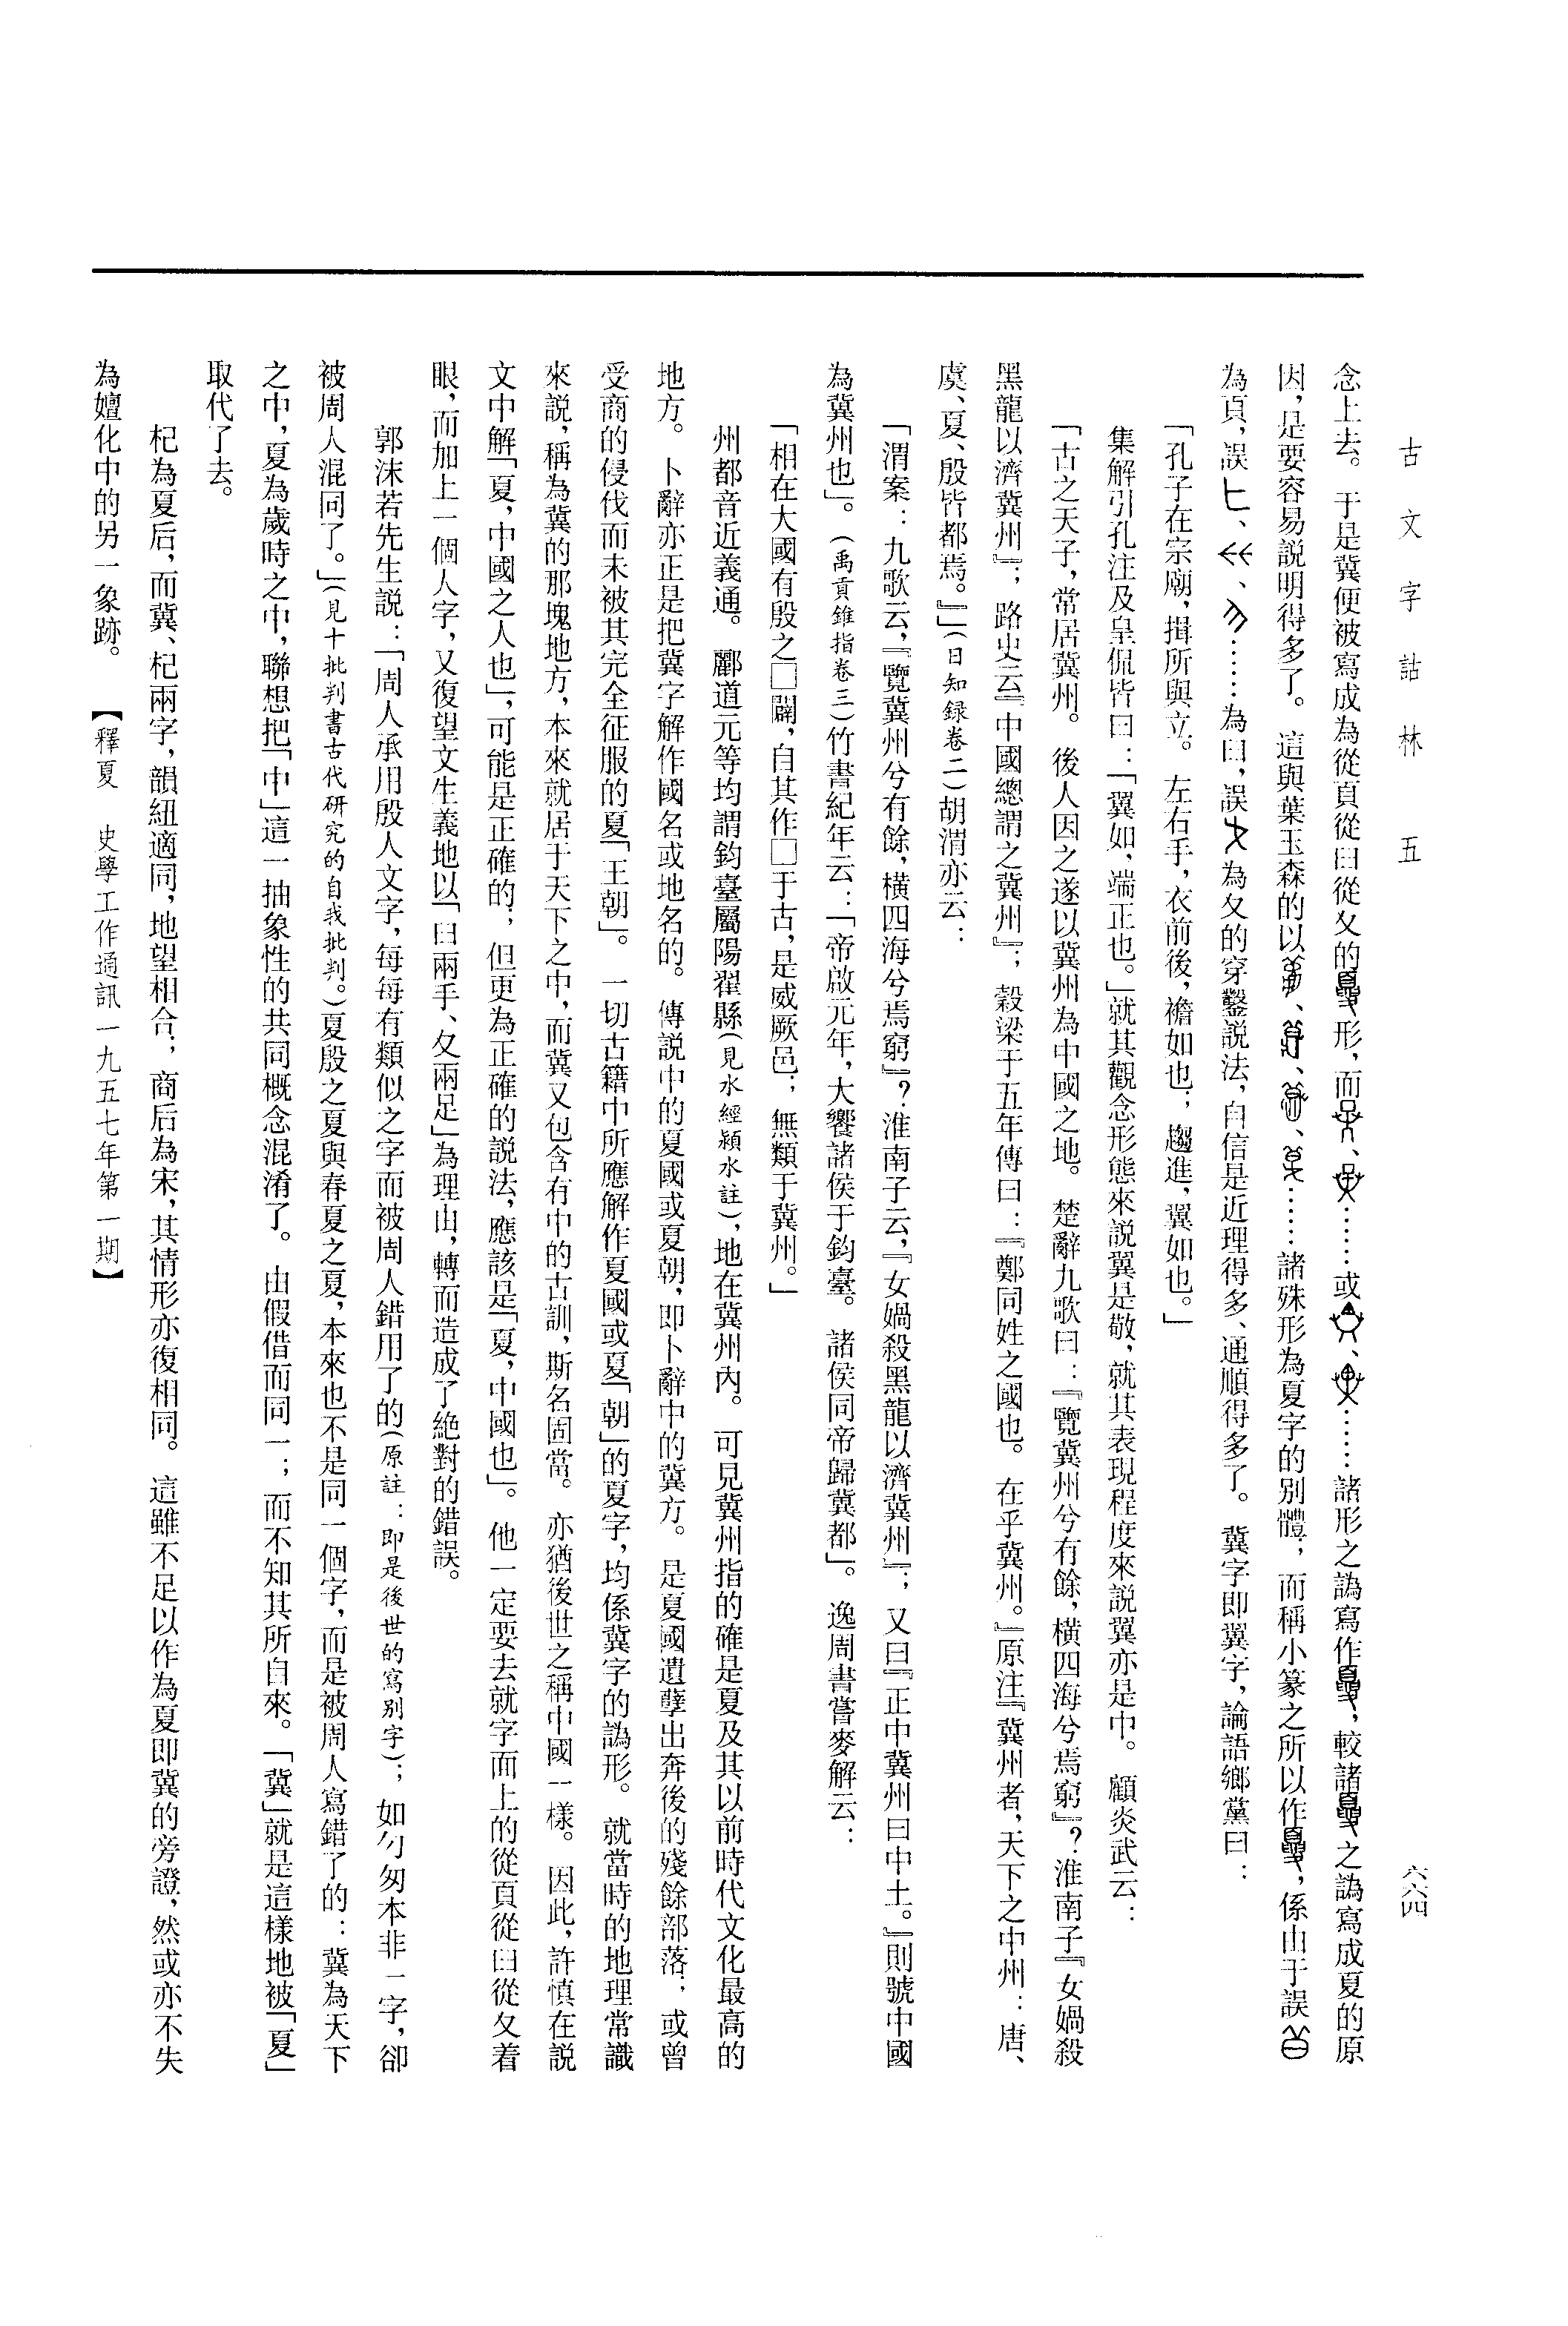 古文字詁林　五
六六四
念上去。于是冀便被寫成為從頁從𦥑從夊的形，而、……或、……諸形之譌寫作，較諸之譌寫成夏的原
因，是要容易説明得多了。這與葉玉森的以、、、……諸殊形為夏字的别體；而稱小篆之所以作，係由于誤
為頁，誤、、……為𦥑，誤為夊的穿鑿説法，自信是近理得多、通順得多了。冀字即翼字，論語鄉黨曰：
「孔子在宗廟，揖所與立。左右手，衣前後，襜如也；趨進，翼如也。」
集解引孔注及皇侃皆曰：「翼如，端正也。」就其觀念形態來説翼是敬，就其表現程度來説翼亦是中。顧炎武云：
「古之天子，常居冀州。後人因之遂以冀州為中國之地。楚辭九歌曰：『覽冀州兮有餘，橫四海兮焉窮』？淮南子『女媧殺
黑龍以濟冀州』；路史云『中國總謂之冀州』；穀梁于五年傳曰：『鄭同姓之國也。在乎冀州。』原注『冀州者，天下之中州：唐、
虞、夏、殷皆都焉。』」（日知録卷二）胡渭亦云：
「渭案：九歌云，『覽冀州兮有餘，橫四海兮焉窮』？淮南子云，『女媧殺黑龍以濟冀州』；又曰『正中冀州曰中土。』則號中國
為冀州也」。（禹貢錐指卷三）竹書紀年云：「帝啟元年，大饗諸侯于鈞臺。諸侯同帝歸冀都」。逸周書嘗麥解云：
「相在大國有殷之□闢，自其作□于古，是威厥邑；無類于冀州。」
州都音近義通。酈道元等均謂鈞臺屬陽翟縣（見水經潁水註），地在冀州內。可見冀州指的確是夏及其以前時代文化最高的
地方。卜辭亦正是把冀字解作國名或地名的。傳説中的夏國或夏朝，即卜辭中的冀方。是夏國遺孽出奔後的殘餘部落；或曾
受商的侵伐而未被其完全征服的夏「王朝」。一切古籍中所應解作夏國或夏「朝」的夏字，均係冀字的譌形。就當時的地理常識
來説，稱為冀的那塊地方，本來就居于天下之中，而冀又包含有中的古訓，斯名固當。亦猶後世之稱中國一樣。因此，許慎在説
文中解「夏，中國之人也」，可能是正確的；但更為正確的説法，應該是「夏，中國也」。他一定要去就字面上的從頁從𦥑從夊着
眼，而加上一個人字，又復望文生義地以「𦥑兩手、夊兩足」為理由，轉而造成了絶對的錯誤。
郭沫若先生説：「周人承用殷人文字，每每有類似之字而被周人錯用了的（原註：即是後世的寫别字）；如勹匆本非一字，卻
被周人混同了。」（見十批判書古代研究的自我批判。）夏殷之夏與春夏之夏，本來也不是同一個字，而是被周人寫錯了的：冀為天下
之中，夏為歲時之中，聯想把「中」這一抽象性的共同概念混淆了。由假借而同一；而不知其所自來。「冀」就是這樣地被「夏」
取代了去。
杞為夏后，而冀、杞兩字，韻紐適同，地望相合；商后為宋，其情形亦復相同。這雖不足以作為夏即冀的旁證，然或亦不失
為嬗化中的另一象跡。　【釋夏　史學工作通訊一九五七年第一期】